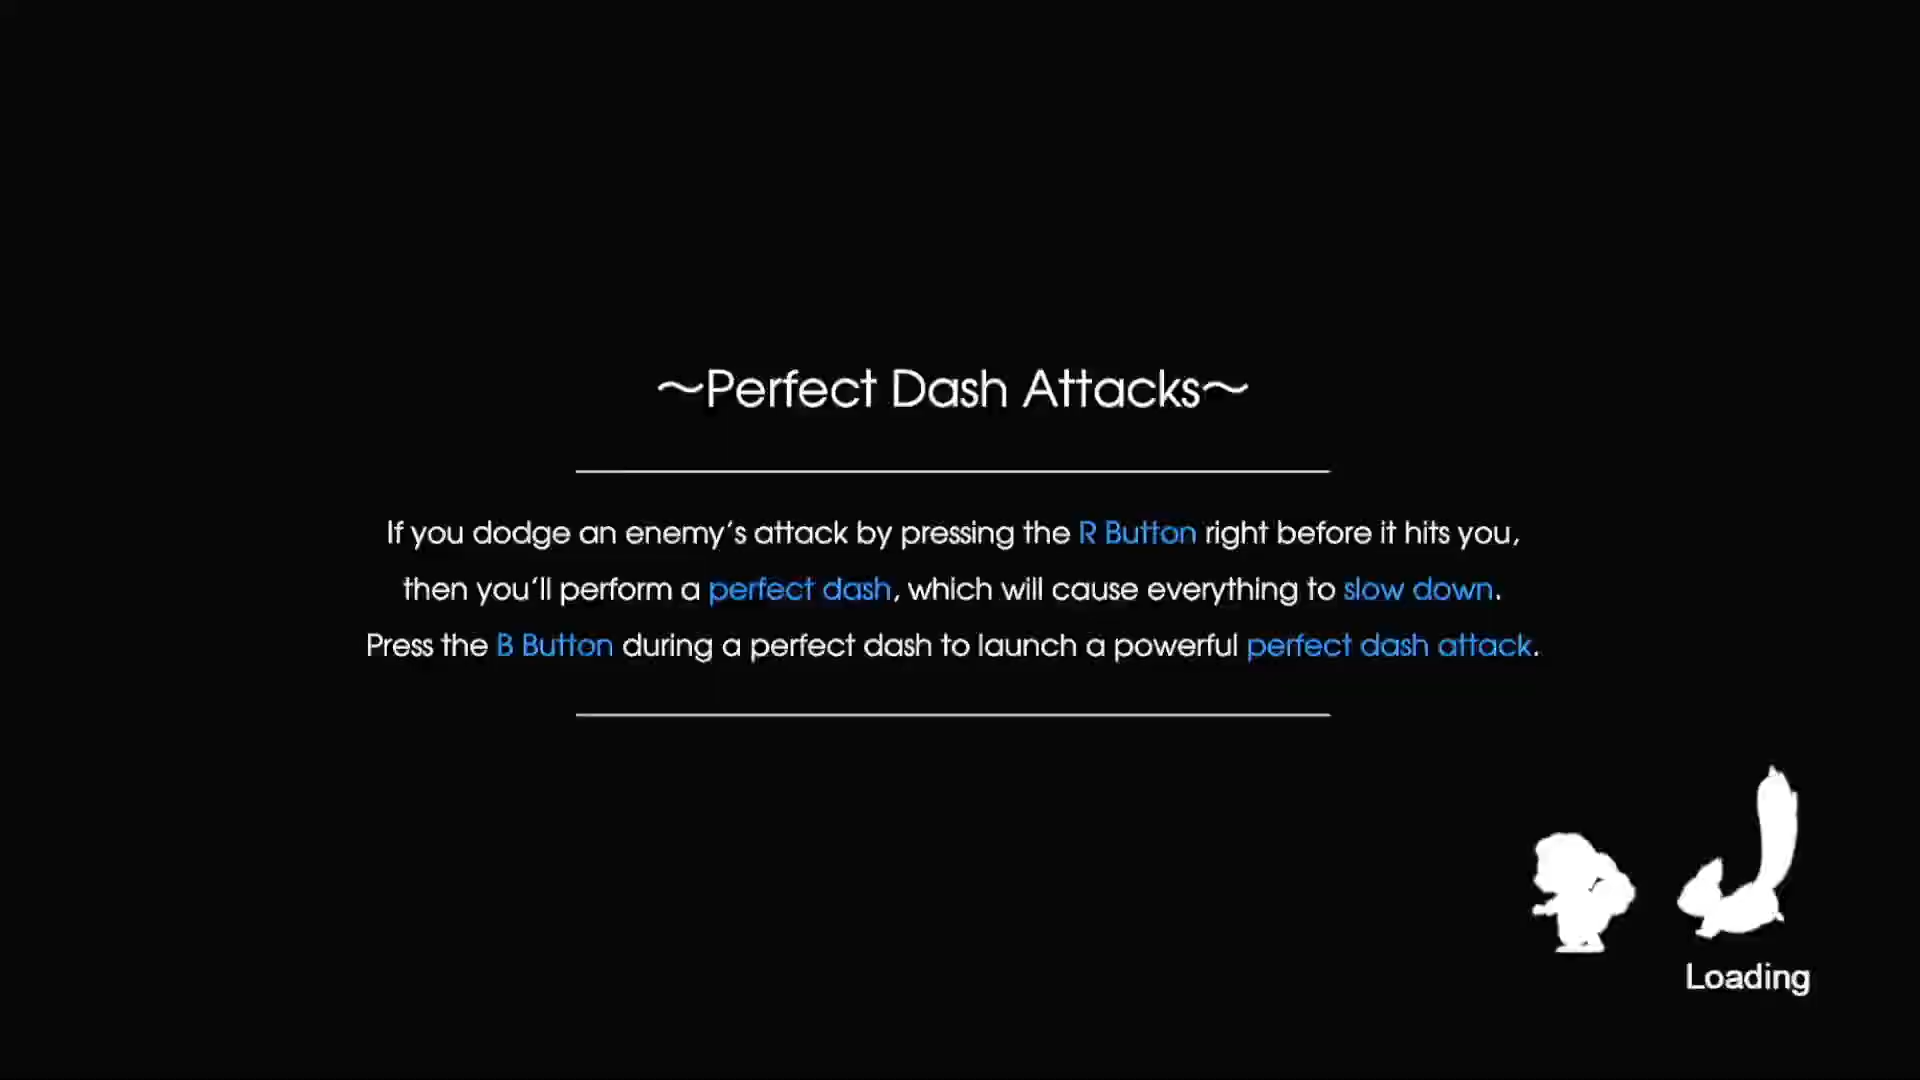 ～Perfect Dash Attacks～
If you dodge an enemy’s attack by pressing the R Button right before it hits you,
then you’ll perform a perfect dash, which will cause everything to slow down.
Press the B Button during a perfect dash to launch a powerful perfect dash attack.
Loading